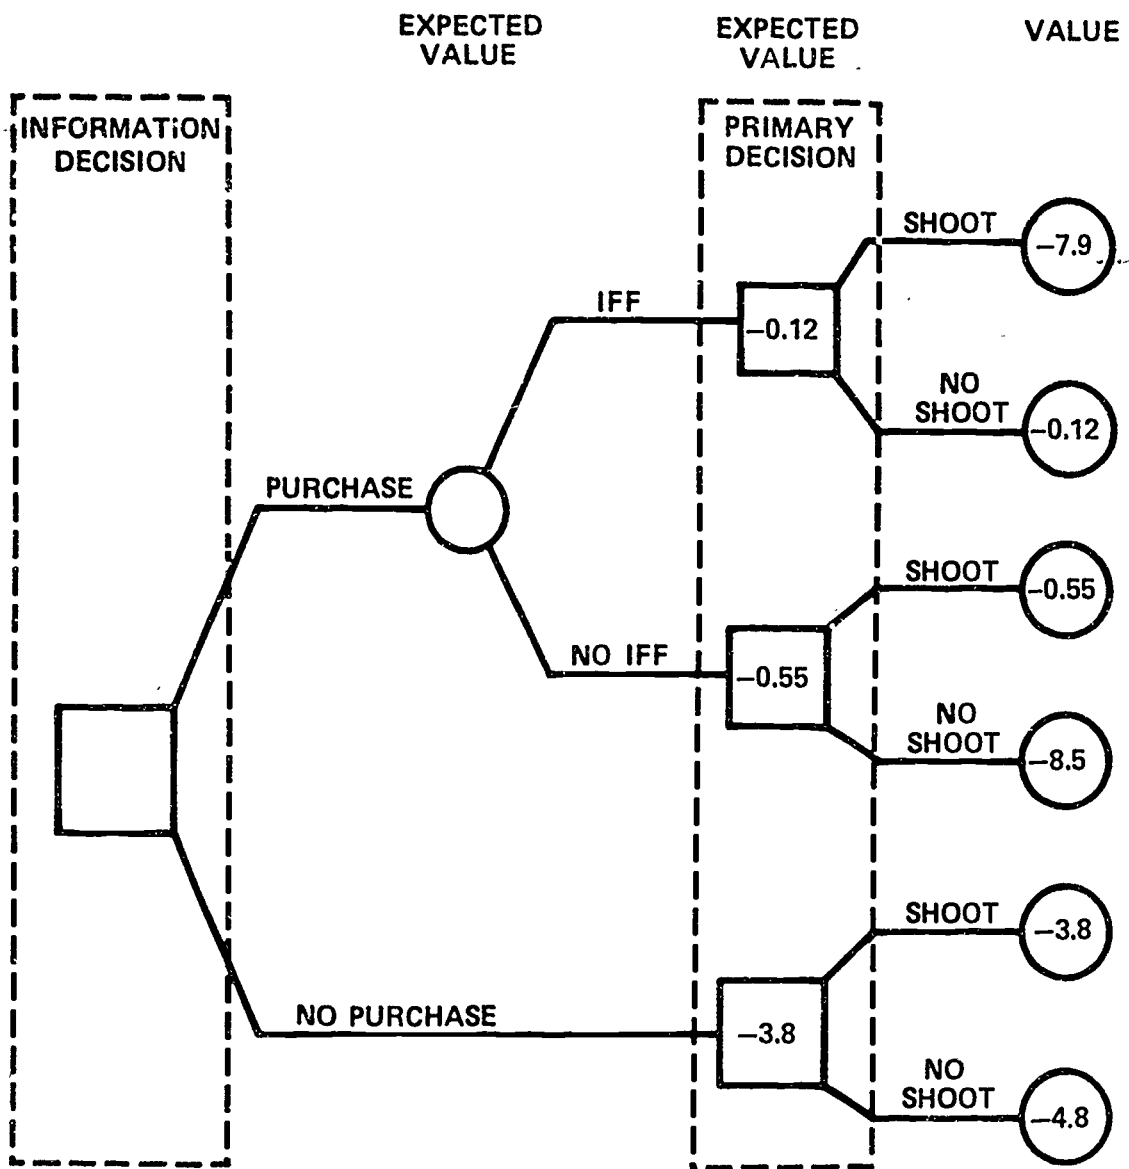 EXPECTED
VALUE
EXPECTED
VALUE
VALUE
INFORMATION
DECISION
PRIMARY
DECISION
SHOOT
−7.9
IFF
−0.12
NO
SHOOT
−0.12
PURCHASE
SHOOT
−0.55
NO IFF
−0.55
NO
SHOOT
−8.5
SHOOT
−3.8
NO PURCHASE
−3.8
NO
SHOOT
−4.8